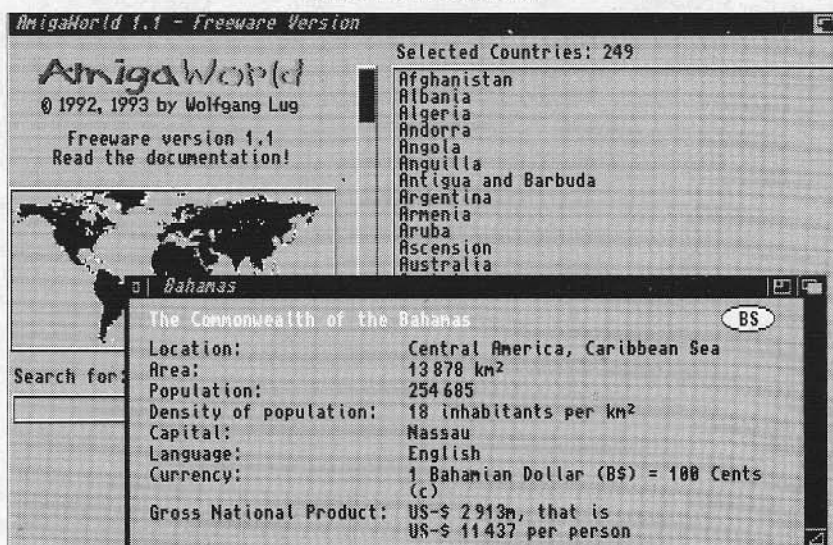 AmigaWorld 1.1 - Freeware Version
AmigaWorld
© 1992, 1993 by Wolfgang Lug
Freeware version 1.1
Read the documentation!
Search for:
Selected Countries: 249
Afghanistan
Albania
Algeria
Andorra
Angola
Anguilla
Antigua and Barbuda
Argentina
Armenia
Aruba
Ascension
Australia
Bahamas
The Commonwealth of the Bahamas
BS
Location: Central America, Caribbean Sea
Area: 13 878 km²
Population: 254 685
Density of population: 18 inhabitants per km²
Capital: Nassau
Language: English
Currency: 1 Bahamian Dollar (B$) = 100 Cents
(c)
Gross National Product: US-$ 2 913m, that is
US-$ 11 437 per person